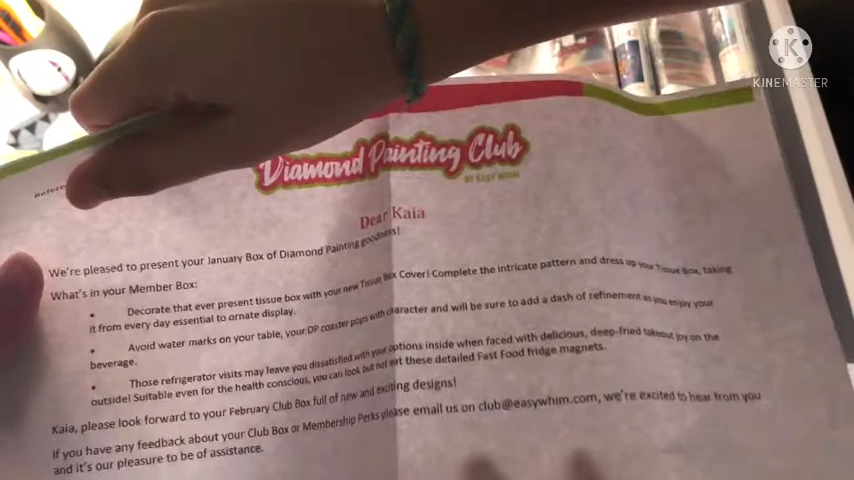 K
KINEMASTER
Refere
Diamond Painting Club
BY EASY WHIM
Dear Kaia
We're pleased to present your January Box of Diamond Painting goodness!
What's in your Member Box:
• Decorate that ever present tissue box with your new Tissue Box Cover! Complete the intricate pattern and dress up your Tissue Box, taking
it from every day essential to ornate display.
• Avoid water marks on your table, your DP coaster pops with character and will be sure to add a dash of refinement as you enjoy your
beverage.
• Those refrigerator visits may leave you dissatisfied with your options inside when faced with delicious, deep-fried takeout joy on the
outside! Suitable even for the health conscious, you can look but not eat these detailed Fast Food fridge magnets.
Kaia, please look forward to your February Club Box full of new and exciting designs!
If you have any feedback about your Club Box or Membership Perks please email us on club@easywhim.com, we're excited to hear from you
and it's our pleasure to be of assistance.